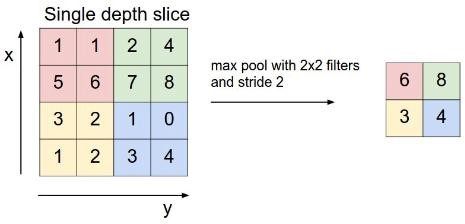 Single depth slice
x
1 1 2 4
5 6 7 8
3 2 1 0
1 2 3 4
y
max pool with 2x2 filters
and stride 2
6 8
3 4